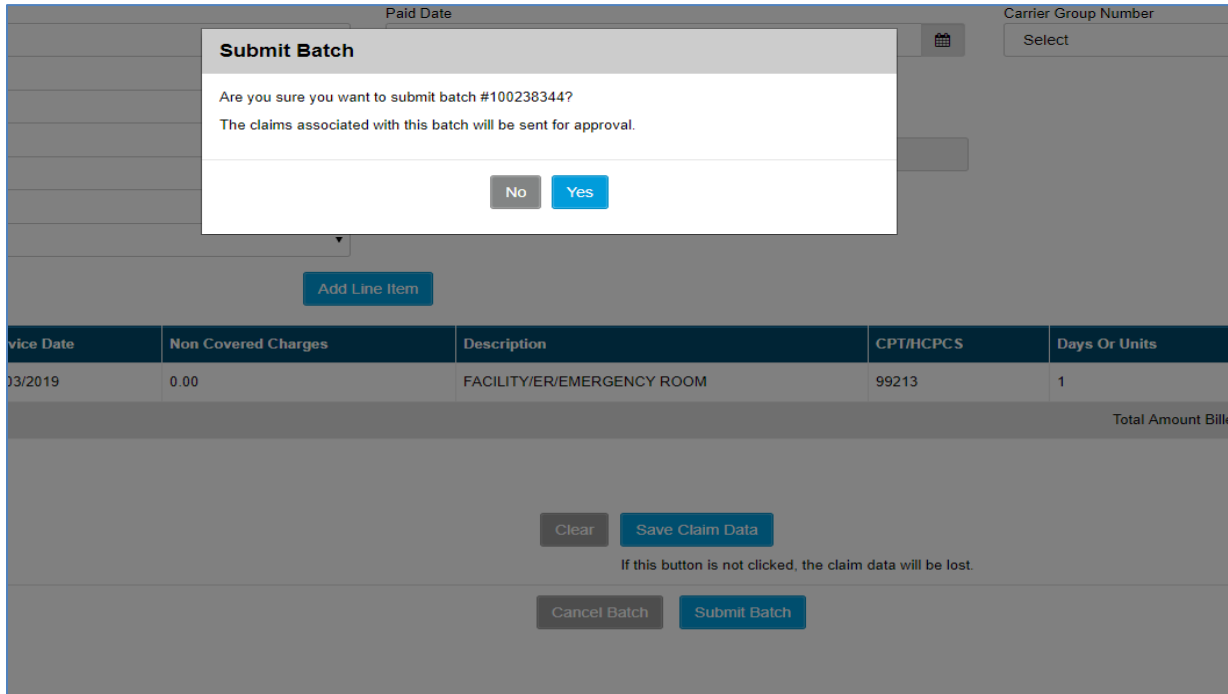 Paid Date
Carrier Group Number
Select
Submit Batch
Are you sure you want to submit batch #100238344?
The claims associated with this batch will be sent for approval.
No
Yes
Add Line Item
vice Date
Non Covered Charges
Description
CPT/HCPCS
Days Or Units
03/2019
0.00
FACILITY/ER/EMERGENCY ROOM
99213
1
Total Amount Bille
Clear
Save Claim Data
If this button is not clicked, the claim data will be lost.
Cancel Batch
Submit Batch